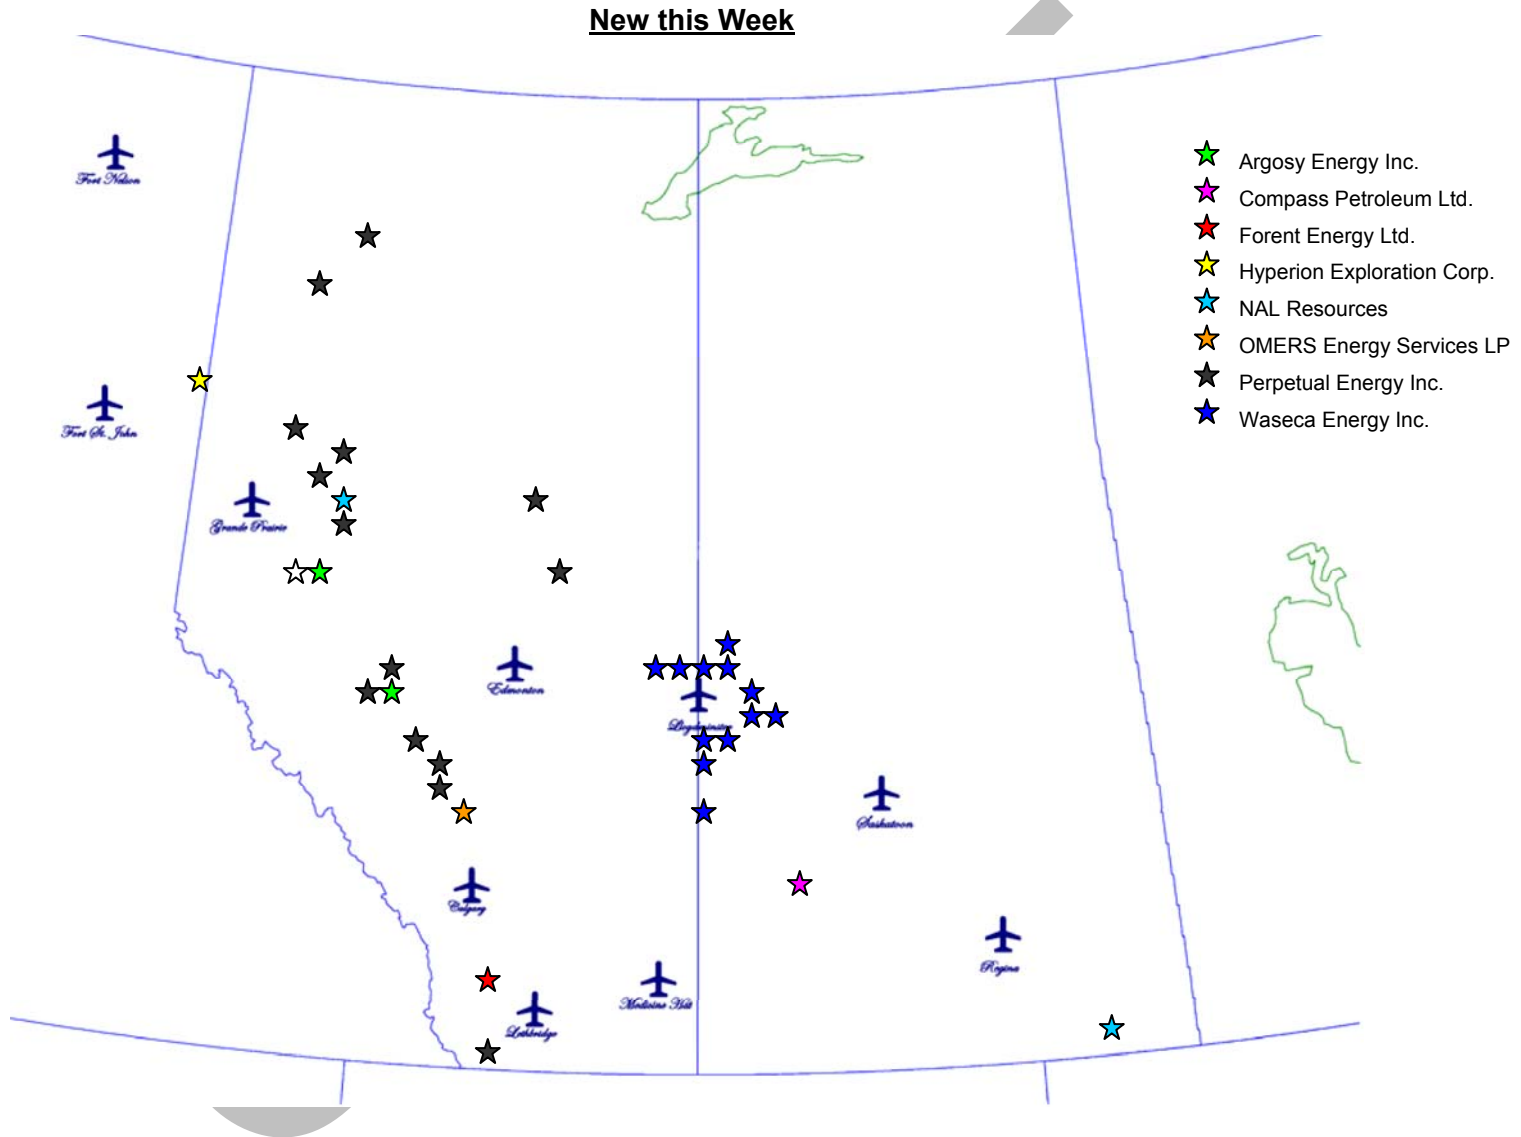 New this Week
Fort Nelson
Argosy Energy Inc.
Compass Petroleum Ltd.
Forent Energy Ltd.
Hyperion Exploration Corp.
NAL Resources
OMERS Energy Services LP
Perpetual Energy Inc.
Waseca Energy Inc.
Fort St. John
Grande Prairie
Edmonton
Lloydminster
Saskatoon
Calgary
Regina
Medicine Hat
Lethbridge